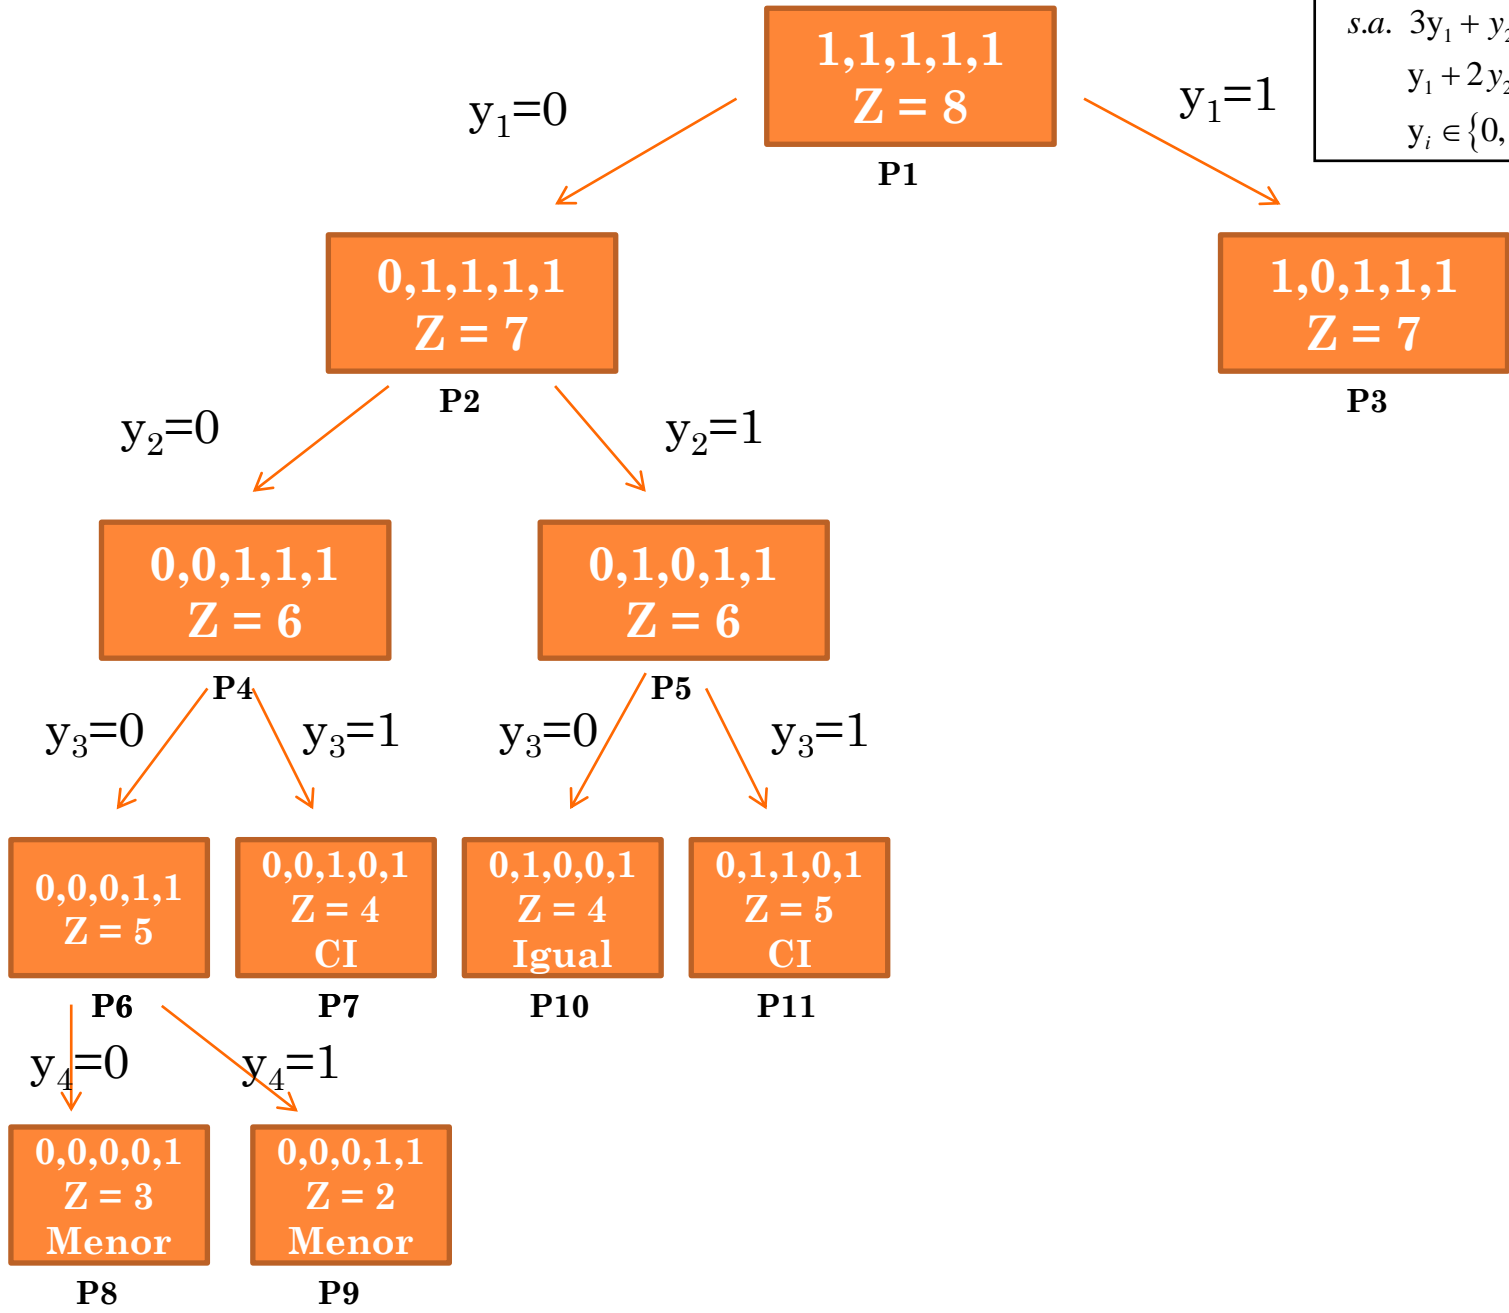 1,1,1,1,1
Z = 8
P1
s.a. 3y₁ + y₂
y₁ + 2y₂
yᵢ ∈ {0,
y₁=0
y₁=1
0,1,1,1,1
Z = 7
P2
1,0,1,1,1
Z = 7
P3
y₂=0
y₂=1
0,0,1,1,1
Z = 6
P4
0,1,0,1,1
Z = 6
P5
y₃=0
y₃=1
y₃=0
y₃=1
0,0,0,1,1
Z = 5
P6
0,0,1,0,1
Z = 4
CI
P7
0,1,0,0,1
Z = 4
Igual
P10
0,1,1,0,1
Z = 5
CI
P11
y₄=0
y₄=1
0,0,0,0,1
Z = 3
Menor
P8
0,0,0,1,1
Z = 2
Menor
P9